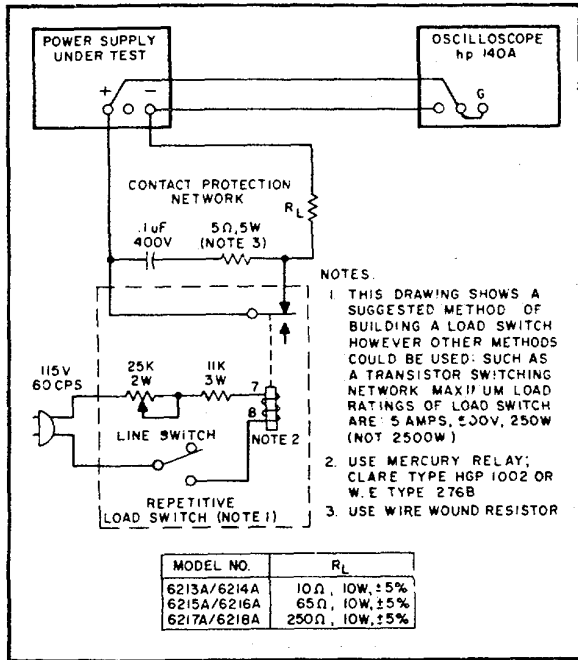 POWER SUPPLY
UNDER TEST
+ −
OSCILLOSCOPE
hp 140A
G
CONTACT PROTECTION
NETWORK
.1uF
400V
5Ω,5W
(NOTE 3)
RL
115V
60 CPS
25K
2W
11K
3W
7
8
NOTE 2
LINE SWITCH
REPETITIVE
LOAD SWITCH (NOTE 1)
NOTES.
1. THIS DRAWING SHOWS A
SUGGESTED METHOD OF
BUILDING A LOAD SWITCH
HOWEVER OTHER METHODS
COULD BE USED; SUCH AS
A TRANSISTOR SWITCHING
NETWORK MAXIMUM LOAD
RATINGS OF LOAD SWITCH
ARE: 5 AMPS, 500V, 250W
(NOT 2500W)
2. USE MERCURY RELAY;
CLARE TYPE HGP 1002 OR
W.E TYPE 276B
3. USE WIRE WOUND RESISTOR
MODEL NO. RL
6213A/6214A 10Ω, 10W, ±5%
6215A/6216A 65Ω, 10W, ±5%
6217A/6218A 250Ω, 10W, ±5%